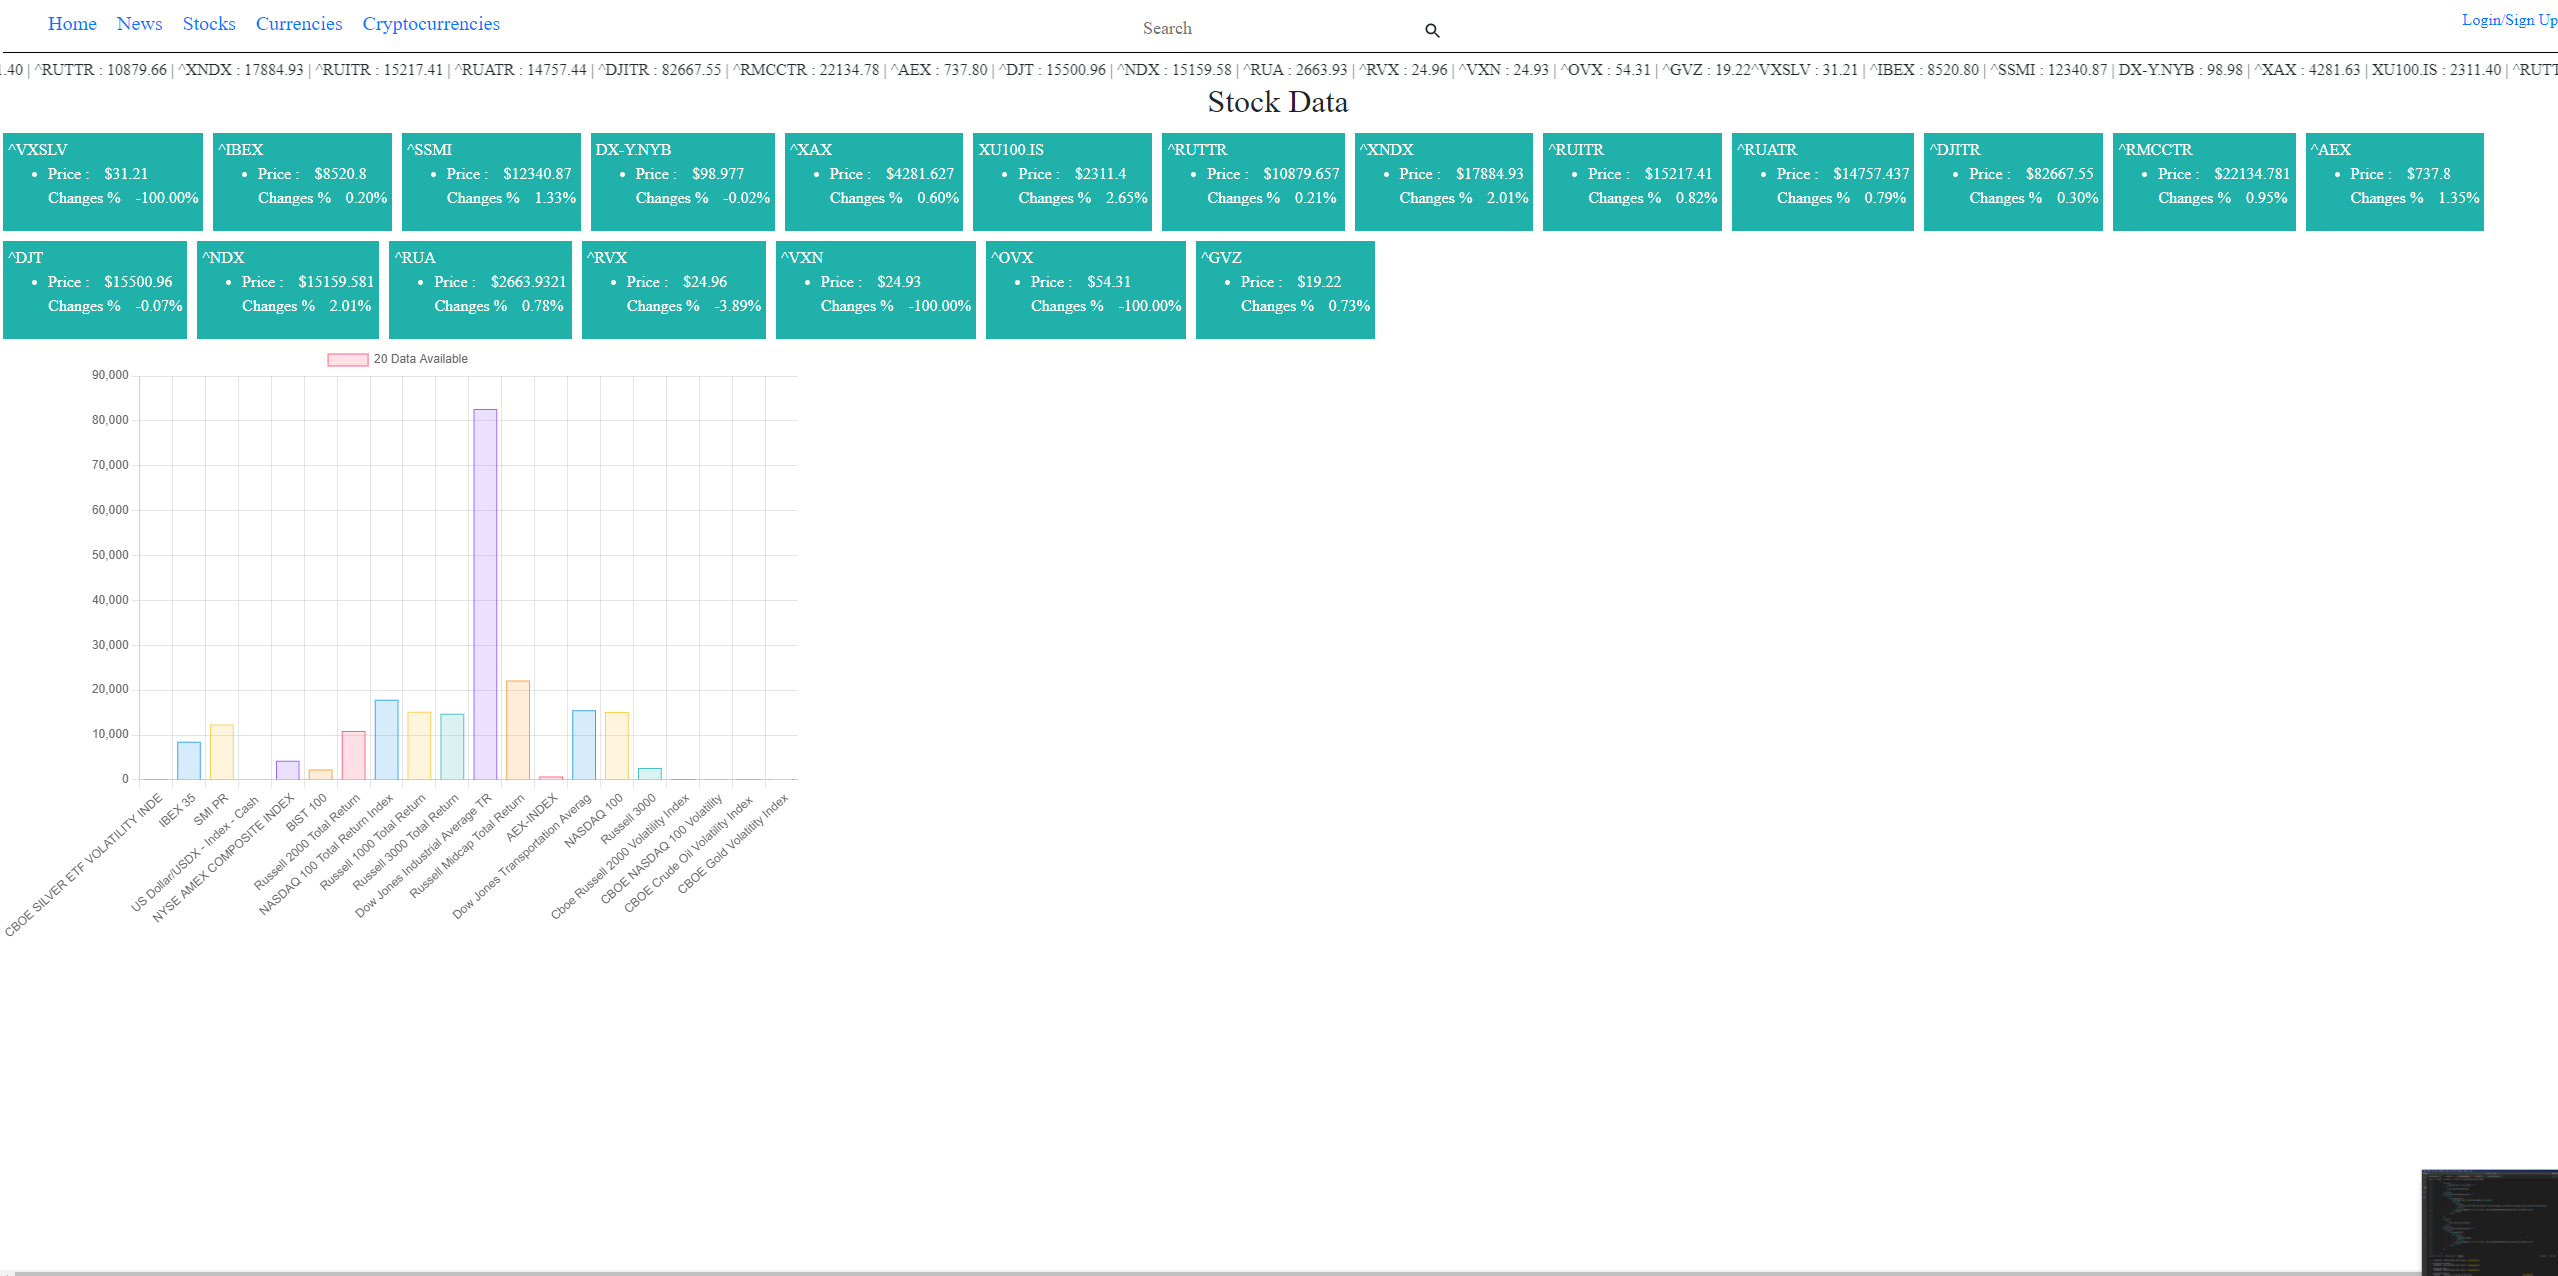 Home News Stocks Currencies Cryptocurrencies Search Login/Sign Up
.40 | ^RUTTR : 10879.66 | ^XNDX : 17884.93 | ^RUITR : 15217.41 | ^RUATR : 14757.44 | ^DJITR : 82667.55 | ^RMCCTR : 22134.78 | ^AEX : 737.80 | ^DJT : 15500.96 | ^NDX : 15159.58 | ^RUA : 2663.93 | ^RVX : 24.96 | ^VXN : 24.93 | ^OVX : 54.31 | ^GVZ : 19.22^VXSLV : 31.21 | ^IBEX : 8520.80 | ^SSMI : 12340.87 | DX-Y.NYB : 98.98 | ^XAX : 4281.63 | XU100.IS : 2311.40 | ^RUTT
Stock Data
^VXSLV
• Price : $31.21
Changes % -100.00%
^IBEX
• Price : $8520.8
Changes % 0.20%
^SSMI
• Price : $12340.87
Changes % 1.33%
DX-Y.NYB
• Price : $98.977
Changes % -0.02%
^XAX
• Price : $4281.627
Changes % 0.60%
XU100.IS
• Price : $2311.4
Changes % 2.65%
^RUTTR
• Price : $10879.657
Changes % 0.21%
^XNDX
• Price : $17884.93
Changes % 2.01%
^RUITR
• Price : $15217.41
Changes % 0.82%
^RUATR
• Price : $14757.437
Changes % 0.79%
^DJITR
• Price : $82667.55
Changes % 0.30%
^RMCCTR
• Price : $22134.781
Changes % 0.95%
^AEX
• Price : $737.8
Changes % 1.35%
^DJT
• Price : $15500.96
Changes % -0.07%
^NDX
• Price : $15159.581
Changes % 2.01%
^RUA
• Price : $2663.9321
Changes % 0.78%
^RVX
• Price : $24.96
Changes % -3.89%
^VXN
• Price : $24.93
Changes % -100.00%
^OVX
• Price : $54.31
Changes % -100.00%
^GVZ
• Price : $19.22
Changes % 0.73%
20 Data Available
90,000
80,000
70,000
60,000
50,000
40,000
30,000
20,000
10,000
0
CBOE SILVER ETF VOLATILITY INDE
IBEX 35
SMI PR
US Dollar/USDX - Index - Cash
NYSE AMEX COMPOSITE INDEX
BIST 100
Russell 2000 Total Return
NASDAQ 100 Total Return Index
Russell 1000 Total Return
Russell 3000 Total Return
Dow Jones Industrial Average TR
Russell Midcap Total Return
AEX-INDEX
Dow Jones Transportation Averag
NASDAQ 100
Russell 3000
Cboe Russell 2000 Volatility Index
CBOE NASDAQ 100 Volatility
CBOE Crude Oil Volatility Index
CBOE Gold Volatitity Index